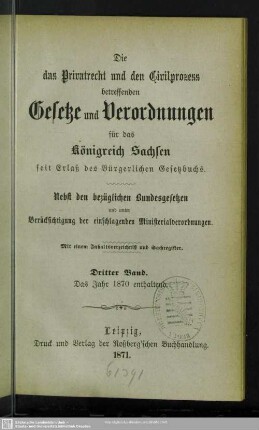 Die
das Privatrecht und den Civilprozess
betreffenden
Gesetze und Verordnungen
für das
Königreich Sachsen
seit Erlaß des Bürgerlichen Gesetzbuchs.
Nebst den bezüglichen Bundesgesetzen
und unter
Berücksichtigung der einschlagenden Ministerialverordnungen.
Mit einem Inhaltsverzeichniß und Sachregister.
Dritter Band.
Das Jahr 1870 enthaltend.
Leipzig,
Druck und Verlag der Roßberg'schen Buchhandlung.
1871.
61391